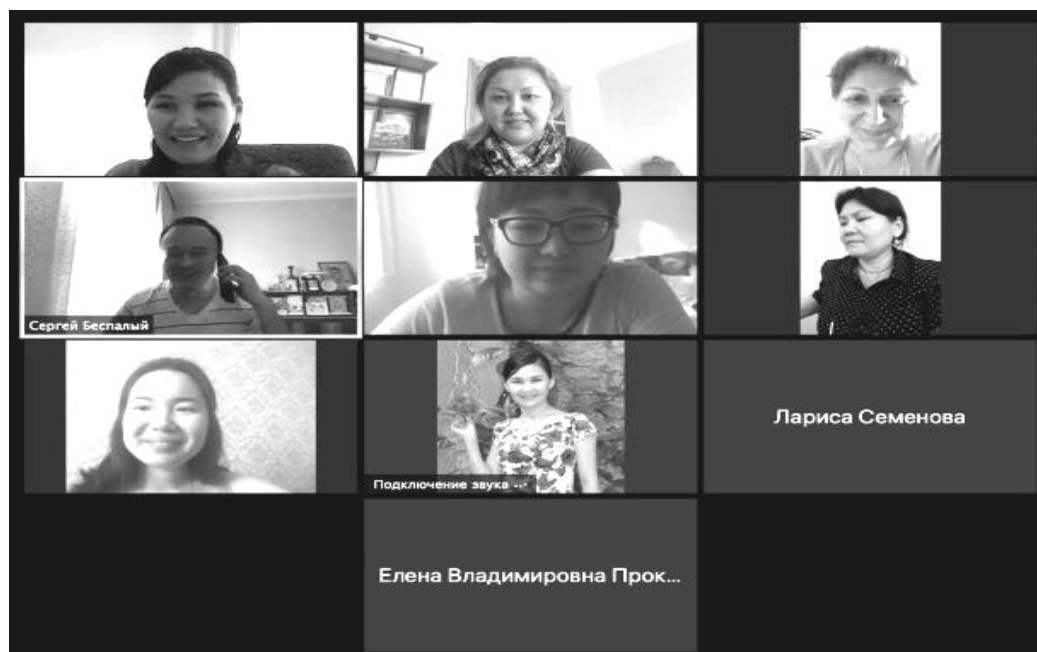 Сергей Беспалый
Подключение звука ...
Лариса Семенова
Елена Владимировна Прок...